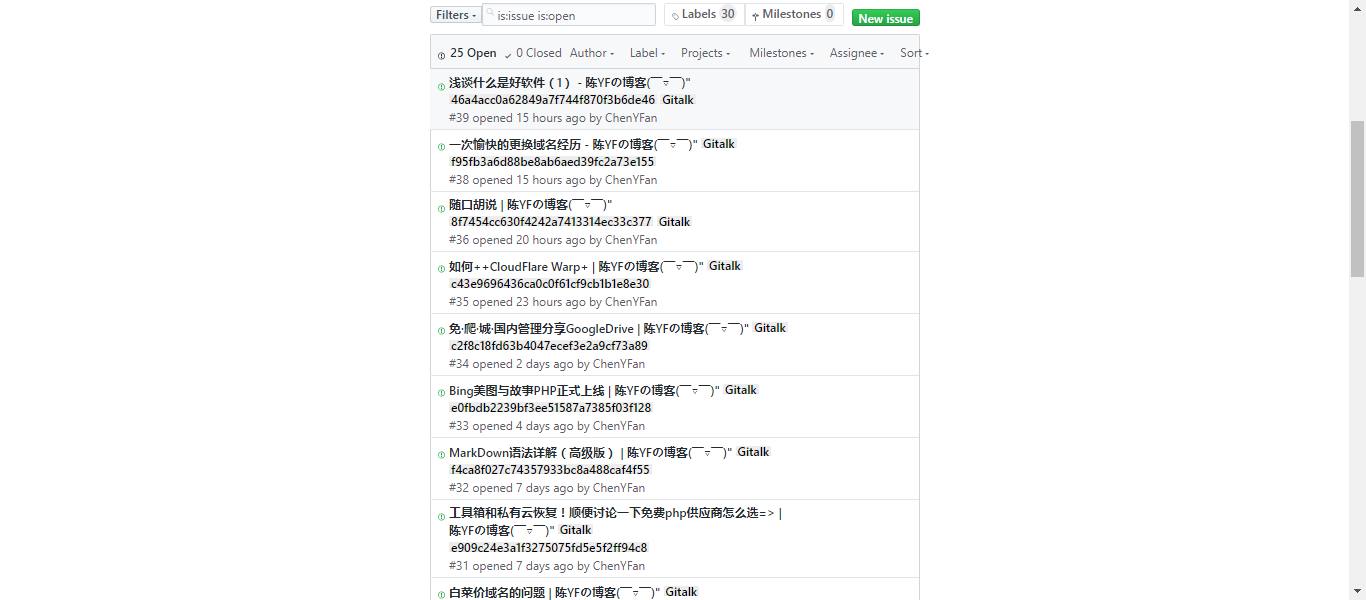 Filters is:issue is:open Labels 30 Milestones 0 New issue
25 Open 0 Closed Author Label Projects Milestones Assignee Sort
浅谈什么是好软件（1） - 陈YFの博客(￣▽￣)"
46a4acc0a62849a7f744f870f3b6de46 Gitalk
#39 opened 15 hours ago by ChenYFan
一次愉快的更换域名经历 - 陈YFの博客(￣▽￣)" Gitalk
f95fb3a6d88be8ab6aed39fc2a73e155
#38 opened 15 hours ago by ChenYFan
随口胡说 | 陈YFの博客(￣▽￣)"
8f7454cc630f4242a7413314ec33c377 Gitalk
#36 opened 20 hours ago by ChenYFan
如何++CloudFlare Warp+ | 陈YFの博客(￣▽￣)" Gitalk
c43e9696436ca0c0f61cf9cb1b1e8e30
#35 opened 23 hours ago by ChenYFan
免·爬·城·国内管理分享GoogleDrive | 陈YFの博客(￣▽￣)" Gitalk
c2f8c18fd63b4047ecef3e2a9cf73a89
#34 opened 2 days ago by ChenYFan
Bing美图与故事PHP正式上线 | 陈YFの博客(￣▽￣)" Gitalk
e0fbdb2239bf3ee51587a7385f03f128
#33 opened 4 days ago by ChenYFan
MarkDown语法详解（高级版） | 陈YFの博客(￣▽￣)" Gitalk
f4ca8f027c74357933bc8a488caf4f55
#32 opened 7 days ago by ChenYFan
工具箱和私有云恢复！顺便讨论一下免费php供应商怎么选=> |
陈YFの博客(￣▽￣)" Gitalk
e909c24e3a1f3275075fd5e5f2ff94c8
#31 opened 7 days ago by ChenYFan
白菜价域名的问题 | 陈YFの博客(￣▽￣)" Gitalk